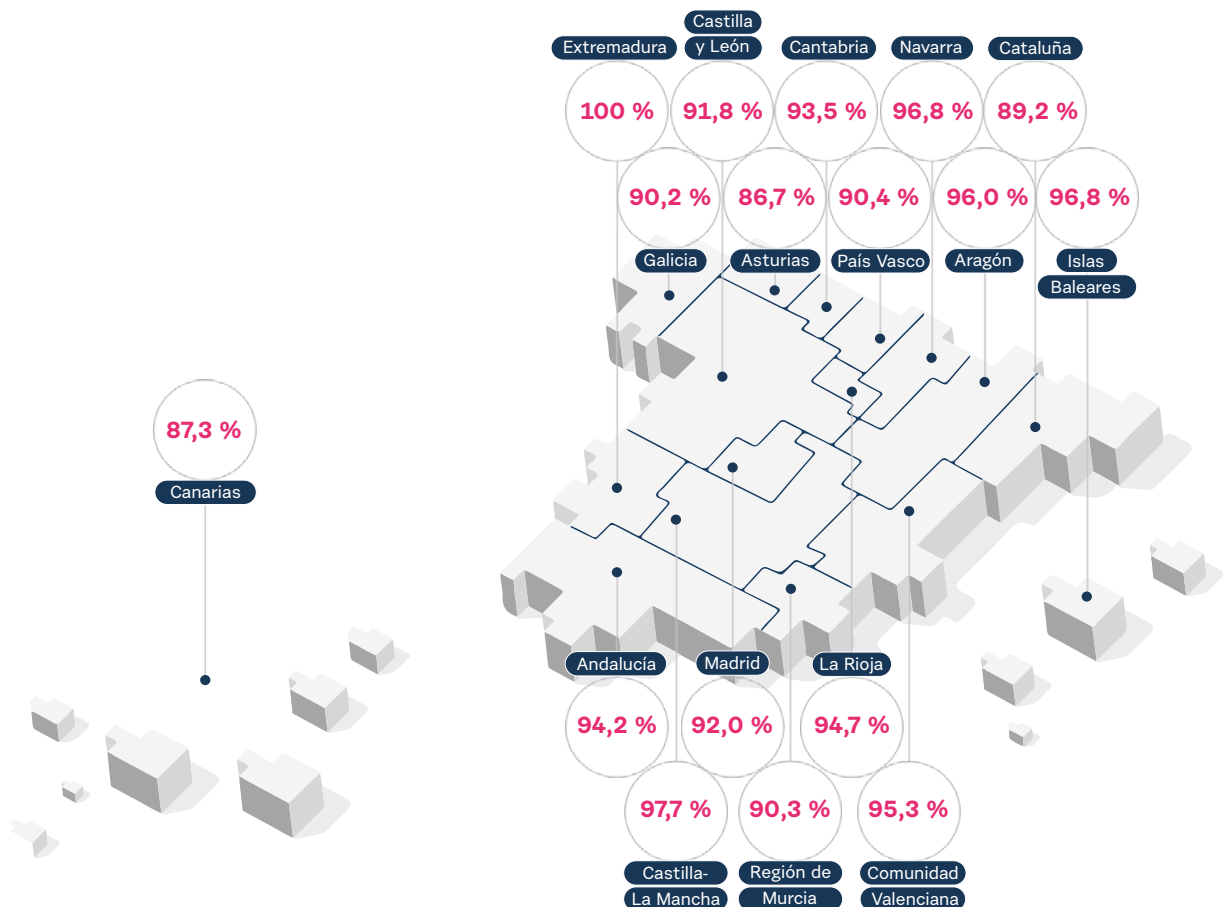 Castilla
Extremadura
y León
Cantabria
Navarra
Cataluña
100 %
91,8 %
93,5 %
96,8 %
89,2 %
90,2 %
86,7 %
90,4 %
96,0 %
96,8 %
Galicia
Asturias
País Vasco
Aragón
Islas
Baleares
87,3 %
Canarias
Andalucía
Madrid
La Rioja
94,2 %
92,0 %
94,7 %
97,7 %
90,3 %
95,3 %
Castilla-
La Mancha
Región de
Murcia
Comunidad
Valenciana